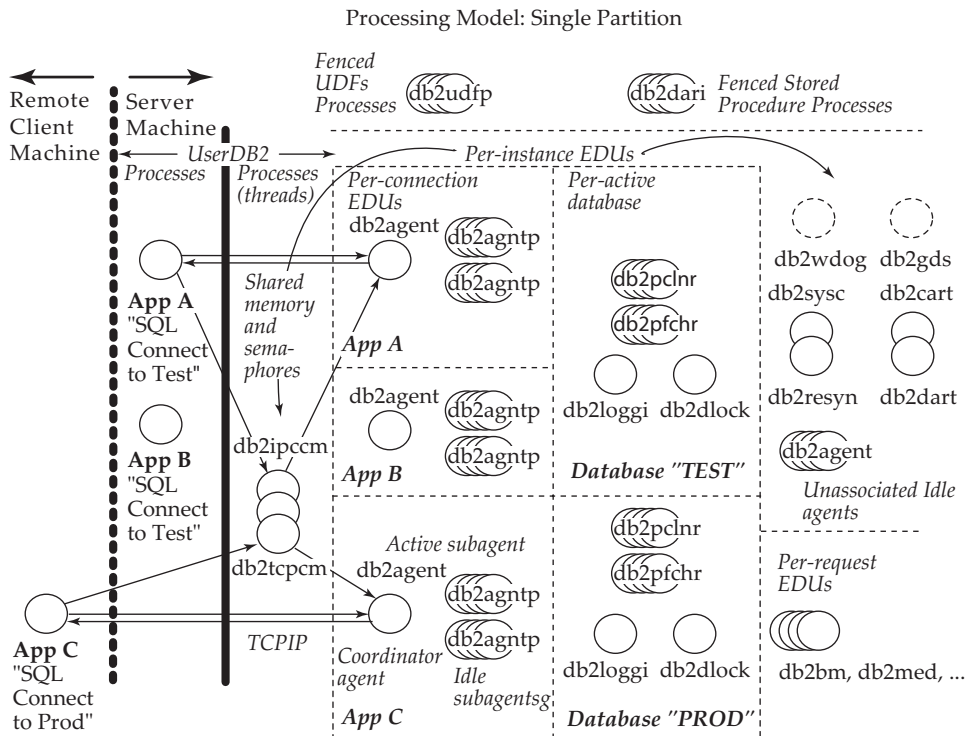 Processing Model: Single Partition
Fenced
UDFs
Processes
db2udfp
db2dari
Fenced Stored
Procedure Processes
Remote
Client
Machine
Server
Machine
UserDB2
Processes
Processes
(threads)
Per-instance EDUs
Per-connection
EDUs
db2agent
db2agntp
db2agntp
App A
Per-active
database
db2pclnr
db2pfchr
db2loggi
db2dlock
Database "TEST"
db2wdog
db2gds
db2sysc
db2cart
db2resyn
db2dart
db2agent
Unassociated Idle
agents
App A
"SQL
Connect
to Test"
Shared
memory
and
sema-
phores
App B
"SQL
Connect
to Test"
db2ipccm
db2tcpcm
db2agent
db2agntp
db2agntp
App B
Active subagent
db2agent
db2agntp
db2agntp
Coordinator
agent
Idle
subagentsg
App C
TCPIP
App C
"SQL
Connect
to Prod"
db2pclnr
db2pfchr
db2loggi
db2dlock
Database "PROD"
Per-request
EDUs
db2bm, db2med, ...